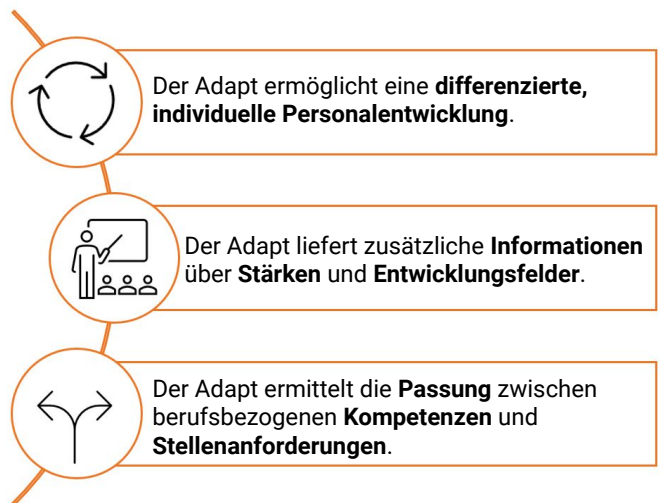 Der Adapt ermöglicht eine differenzierte,
individuelle Personalentwicklung.
Der Adapt liefert zusätzliche Informationen
über Stärken und Entwicklungsfelder.
Der Adapt ermittelt die Passung zwischen
berufsbezogenen Kompetenzen und
Stellenanforderungen.